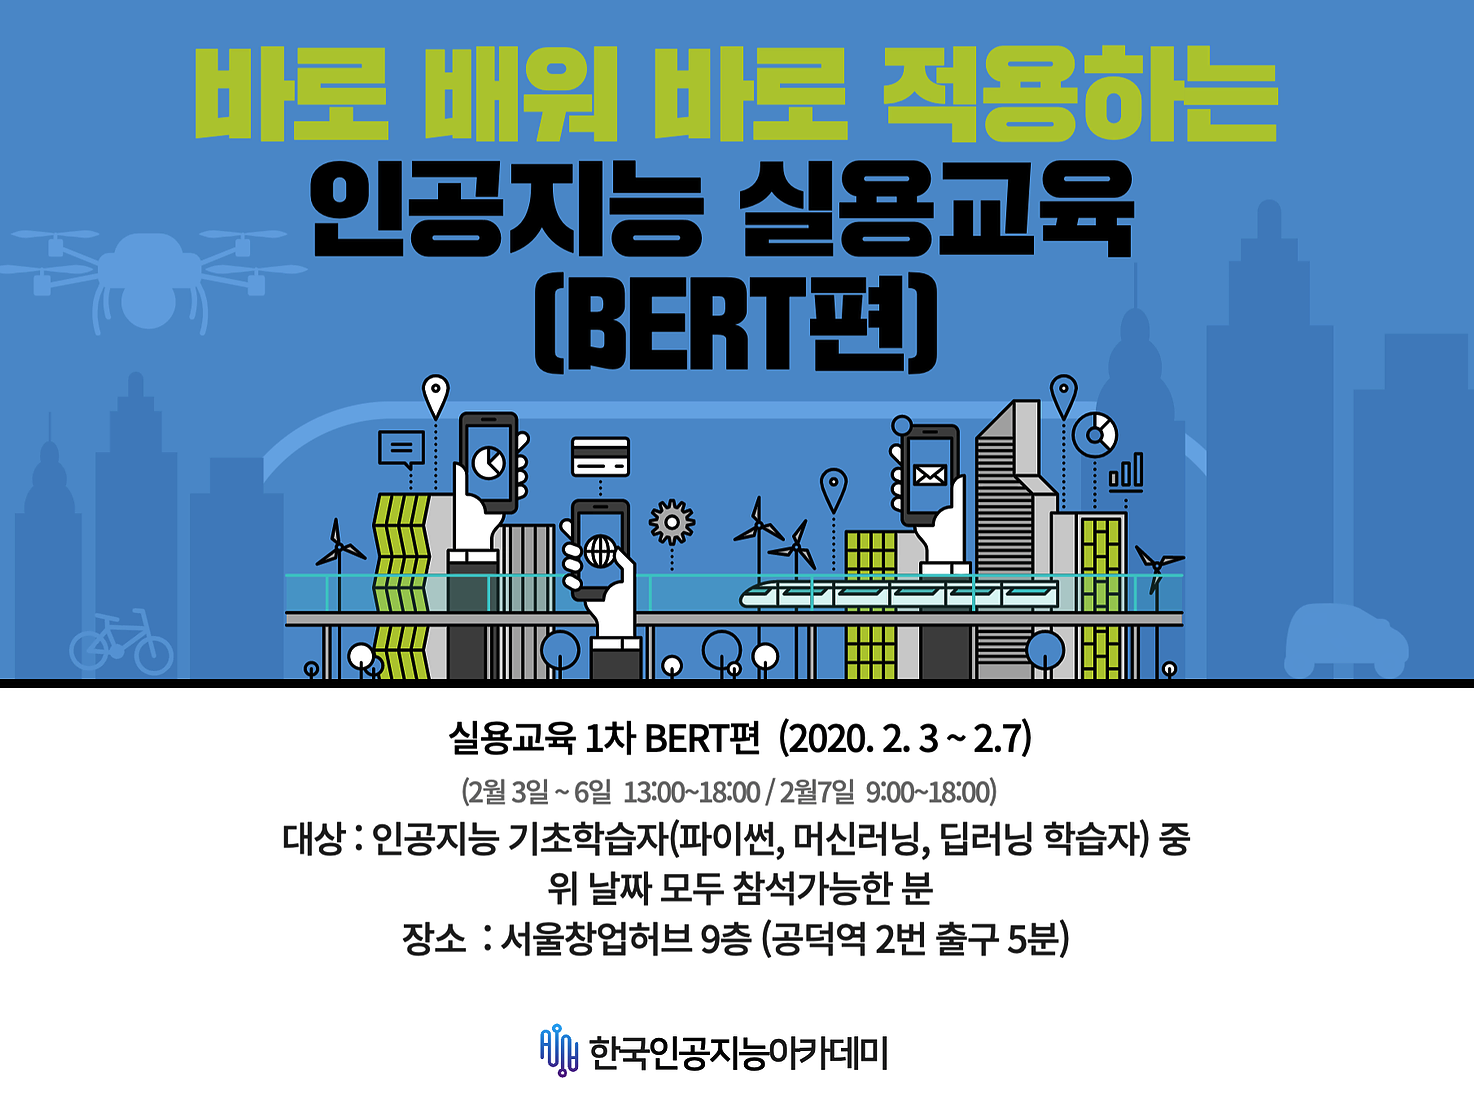 바로 배워 바로 적용하는
인공지능 실용교육
(BERT편)
실용교육 1차 BERT편 (2020. 2. 3 ~ 2.7)
(2월 3일 ~ 6일 13:00~18:00 / 2월7일 9:00~18:00)
대상 : 인공지능 기초학습자(파이썬, 머신러닝, 딥러닝 학습자) 중
위 날짜 모두 참석가능한 분
장소 : 서울창업허브 9층 (공덕역 2번 출구 5분)
한국인공지능아카데미